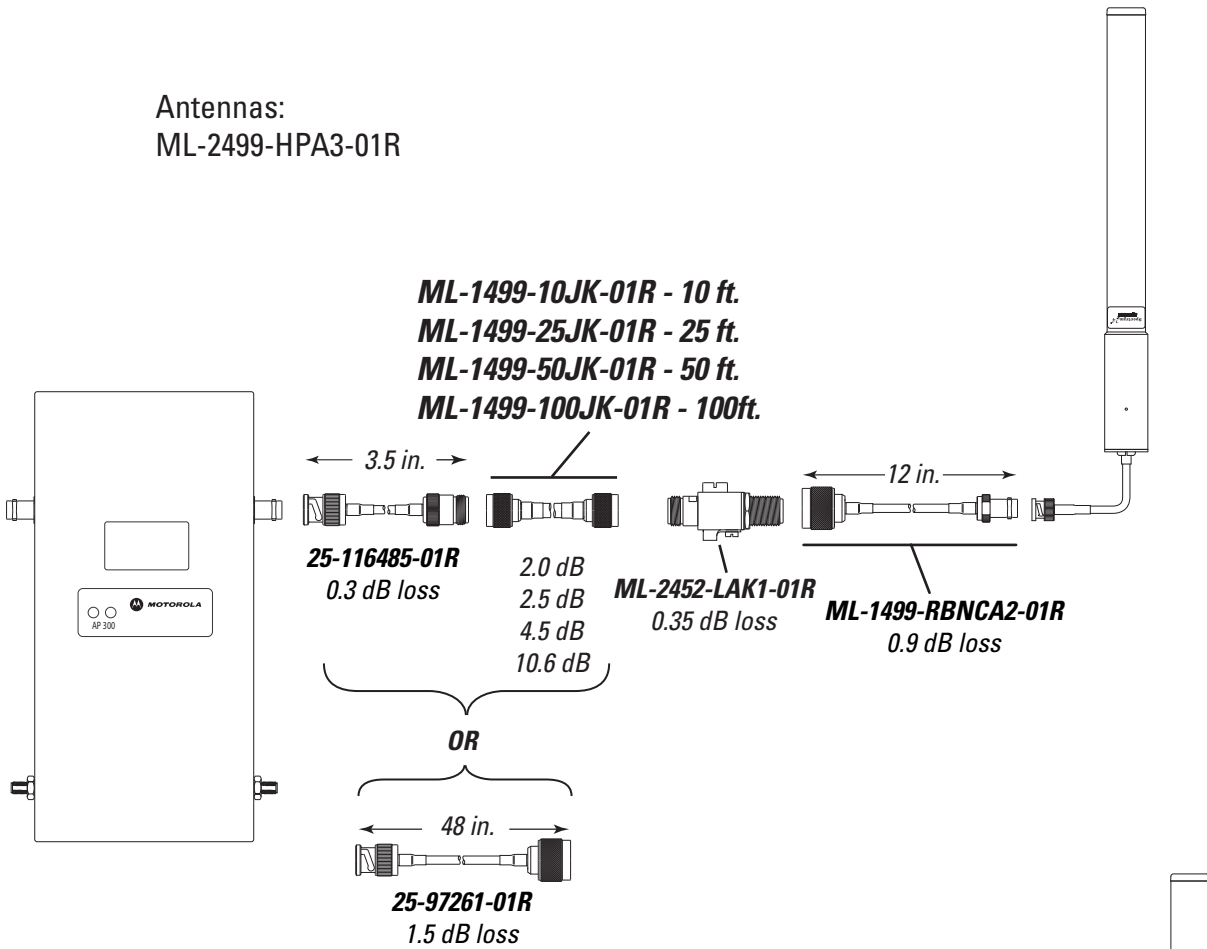 Antennas:
ML-2499-HPA3-01R
ML-1499-10JK-01R - 10 ft.
ML-1499-25JK-01R - 25 ft.
ML-1499-50JK-01R - 50 ft.
ML-1499-100JK-01R - 100ft.
3.5 in.
12 in.
25-116485-01R
0.3 dB loss
2.0 dB
2.5 dB
4.5 dB
10.6 dB
ML-2452-LAK1-01R
0.35 dB loss
ML-1499-RBNCA2-01R
0.9 dB loss
MOTOROLA
AP 300
OR
48 in.
25-97261-01R
1.5 dB loss